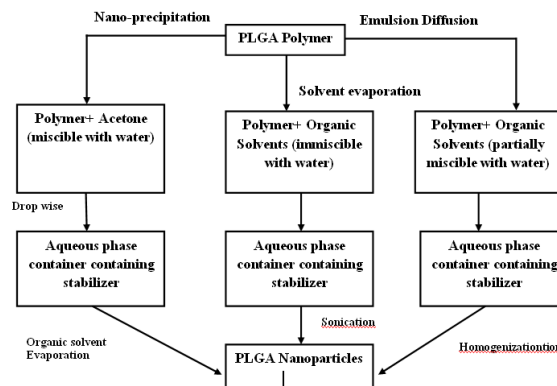 Nano-precipitation
PLGA Polymer
Emulsion Diffusion
Solvent evaporation
Polymer+ Acetone
(miscible with water)
Polymer+ Organic
Solvents (immiscible
with water)
Polymer+ Organic
Solvents (partially
miscible with water)
Drop wise
Aqueous phase
container containing
stabilizer
Aqueous phase
container containing
stabilizer
Aqueous phase
container containing
stabilizer
Organic solvent
Evaporation
Sonication
Homogenizationtion
PLGA Nanoparticles